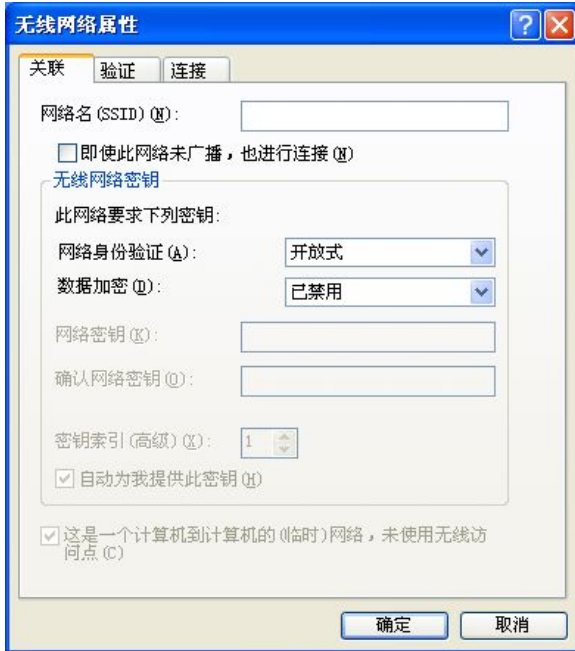 无线网络属性
关联 验证 连接
网络名(SSID)(N):
即使此网络未广播，也进行连接(N)
无线网络密钥
此网络要求下列密钥:
网络身份验证(A): 开放式
数据加密(D): 已禁用
网络密钥(K):
确认网络密钥(O):
密钥索引(高级)(X): 1
自动为我提供此密钥(H)
这是一个计算机到计算机的(临时)网络，未使用无线访
问点(C)
确定 取消